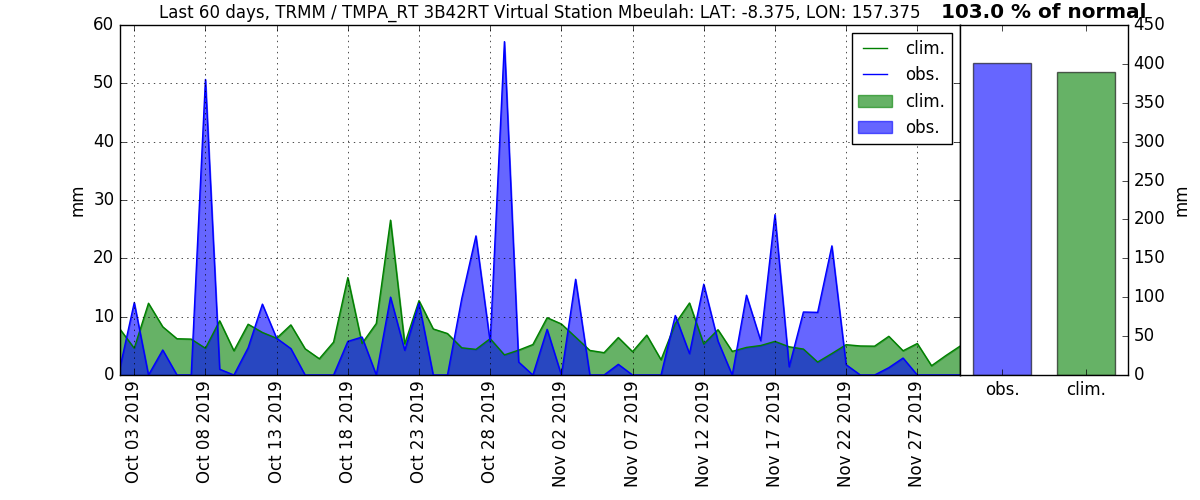 Last 60 days, TRMM / TMPA_RT 3B42RT Virtual Station Mbeulah: LAT: -8.375, LON: 157.375
103.0 % of normal
60
50
40
30
20
10
0
mm
clim.
obs.
clim.
obs.
450
400
350
300
250
200
150
100
50
0
mm
obs.
clim.
Oct 03 2019
Oct 08 2019
Oct 13 2019
Oct 18 2019
Oct 23 2019
Oct 28 2019
Nov 02 2019
Nov 07 2019
Nov 12 2019
Nov 17 2019
Nov 22 2019
Nov 27 2019